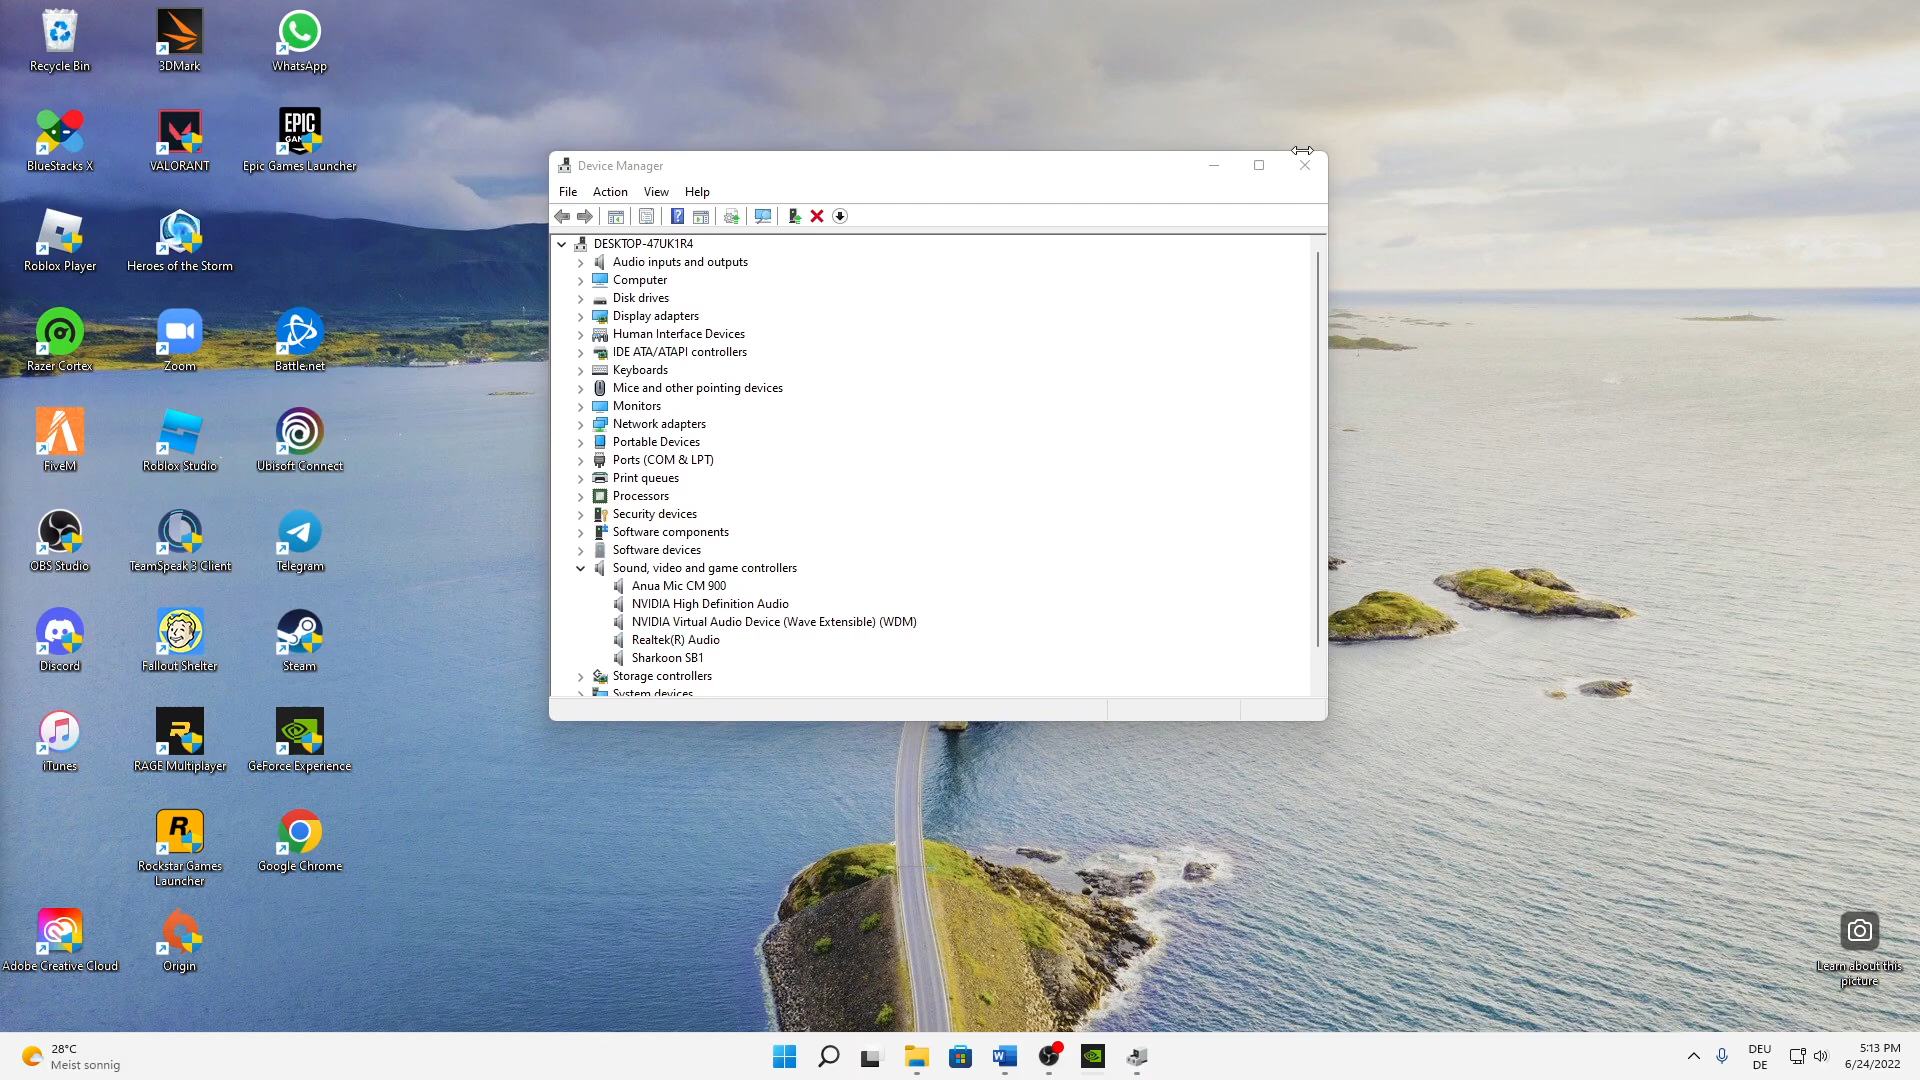 Recycle Bin
3DMark
WhatsApp
BlueStacks X
VALORANT
EPIC
Epic Games Launcher
Roblox Player
Heroes of the Storm
Razer Cortex
Zoom
Battle.net
FiveM
Roblox Studio
Ubisoft Connect
OBS Studio
TeamSpeak 3 Client
Telegram
Discord
Fallout Shelter
Steam
iTunes
RAGE Multiplayer
GeForce Experience
Rockstar Games
Launcher
Google Chrome
Adobe Creative Cloud
Origin
Device Manager
File Action View Help
DESKTOP-47UK1R4
Audio inputs and outputs
Computer
Disk drives
Display adapters
Human Interface Devices
IDE ATA/ATAPI controllers
Keyboards
Mice and other pointing devices
Monitors
Network adapters
Portable Devices
Ports (COM & LPT)
Print queues
Processors
Security devices
Software components
Software devices
Sound, video and game controllers
Anua Mic CM 900
NVIDIA High Definition Audio
NVIDIA Virtual Audio Device (Wave Extensible) (WDM)
Realtek(R) Audio
Sharkoon SB1
Storage controllers
System devices
Learn about this
picture
28°C
Meist sonnig
DEU
DE
5:13 PM
6/24/2022